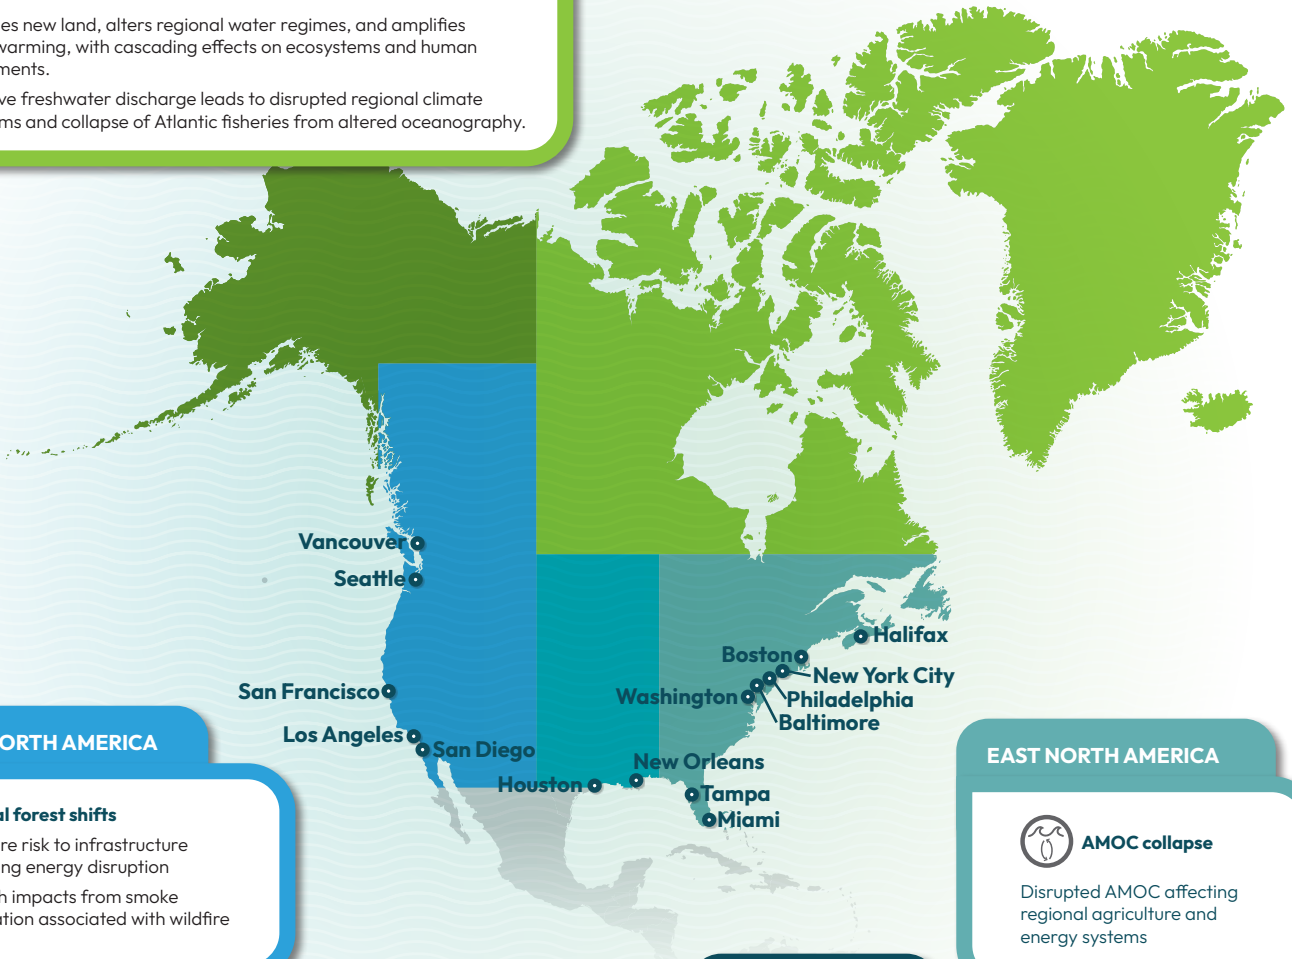 es new land, alters regional water regimes, and amplifies
warming, with cascading effects on ecosystems and human
ments.
ve freshwater discharge leads to disrupted regional climate
ms and collapse of Atlantic fisheries from altered oceanography.
Vancouver
Seattle
Halifax
Boston
New York City
Washington
Philadelphia
San Francisco
Baltimore
Los Angeles
San Diego
New Orleans
Houston
Tampa
Miami
ORTH AMERICA
al forest shifts
re risk to infrastructure
ng energy disruption
h impacts from smoke
ation associated with wildfire
EAST NORTH AMERICA
AMOC collapse
Disrupted AMOC affecting
regional agriculture and
energy systems